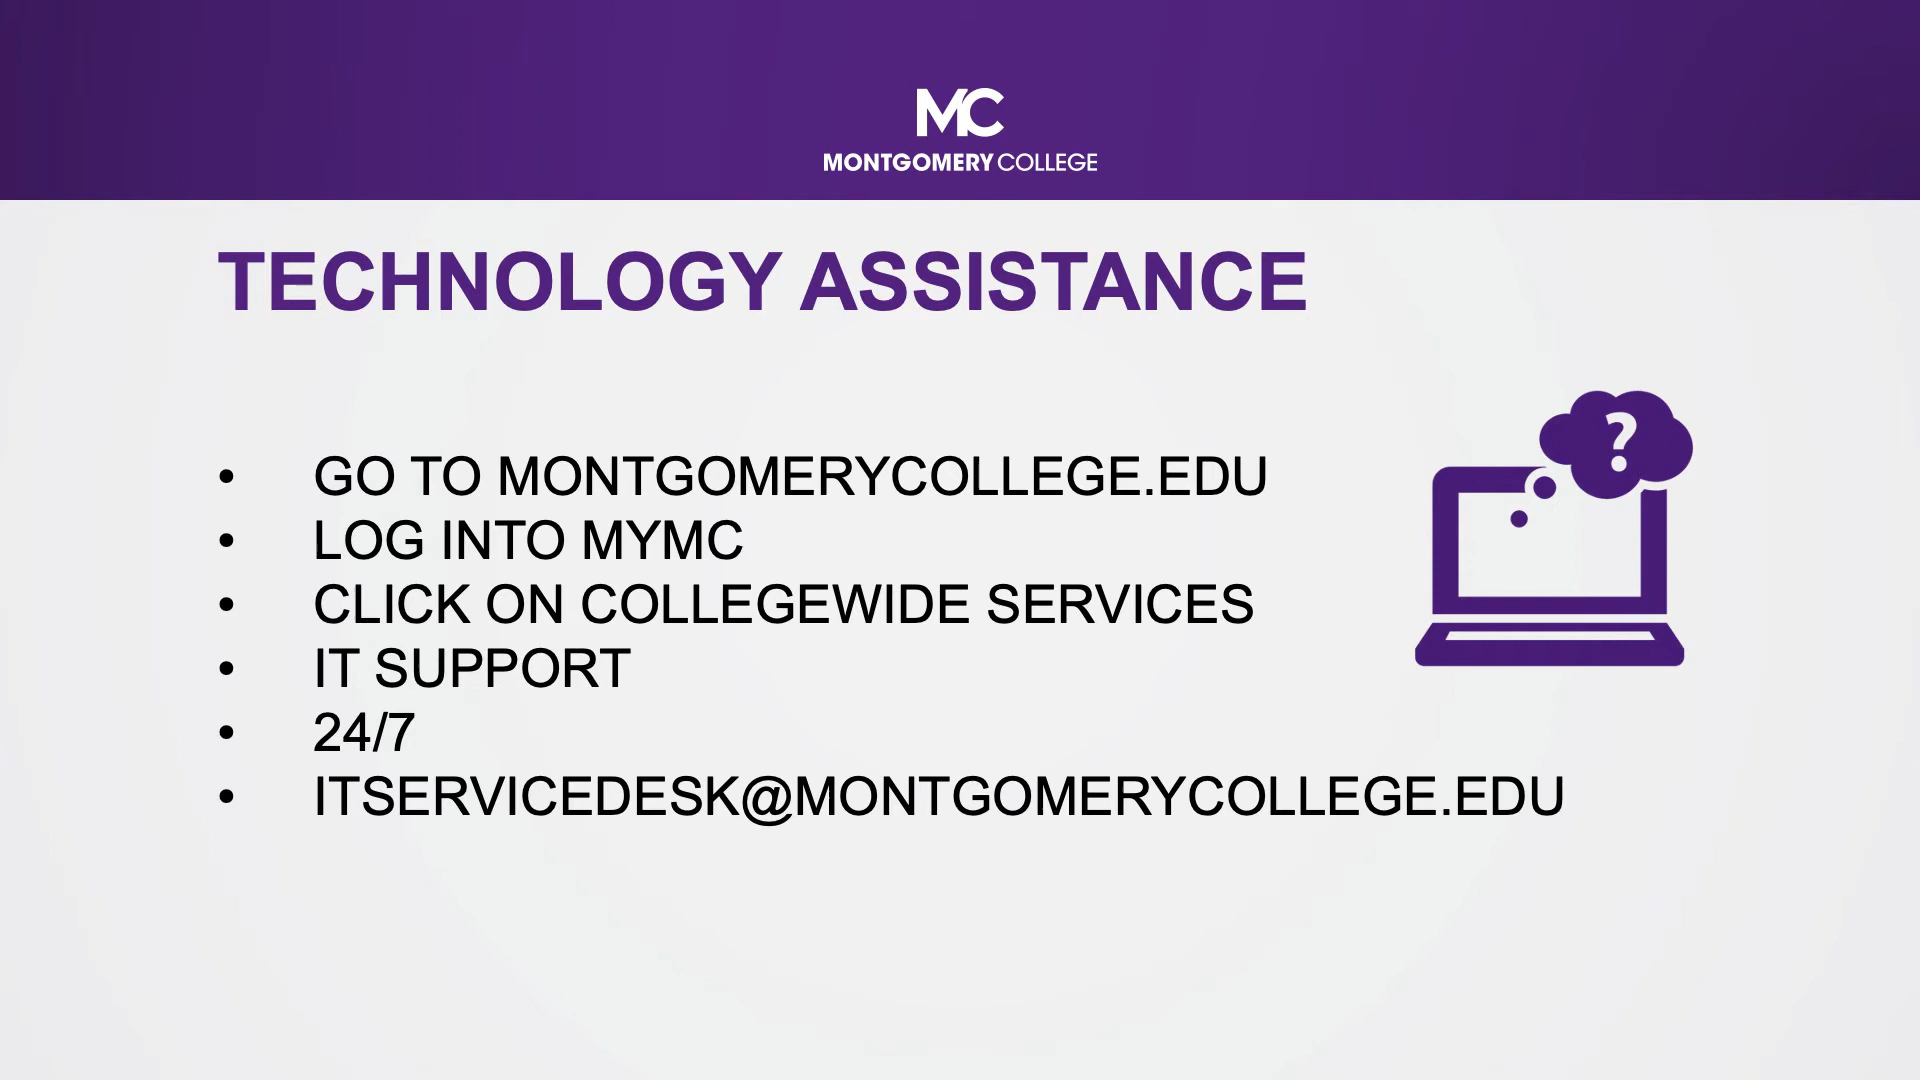 MC
MONTGOMERY COLLEGE
TECHNOLOGY ASSISTANCE
?
• GO TO MONTGOMERYCOLLEGE.EDU
• LOG INTO MYMC
• CLICK ON COLLEGEWIDE SERVICES
• IT SUPPORT
• 24/7
• ITSERVICEDESK@MONTGOMERYCOLLEGE.EDU